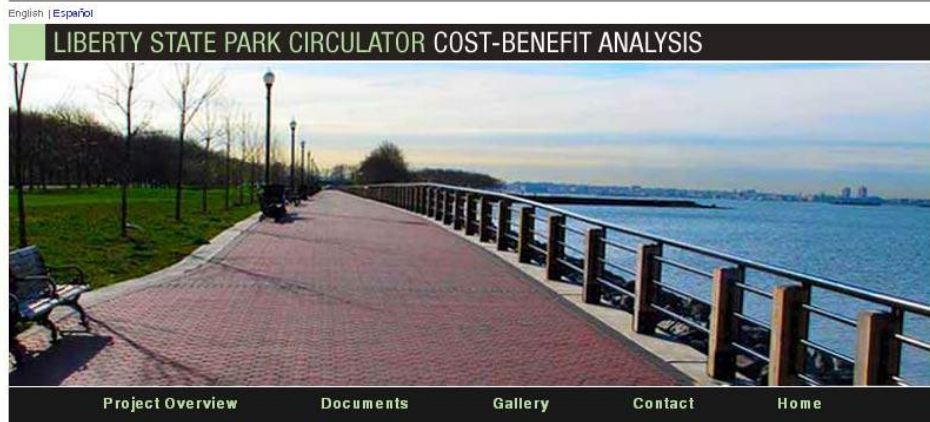 English | Español
LIBERTY STATE PARK CIRCULATOR COST-BENEFIT ANALYSIS
Project Overview Documents Gallery Contact Home